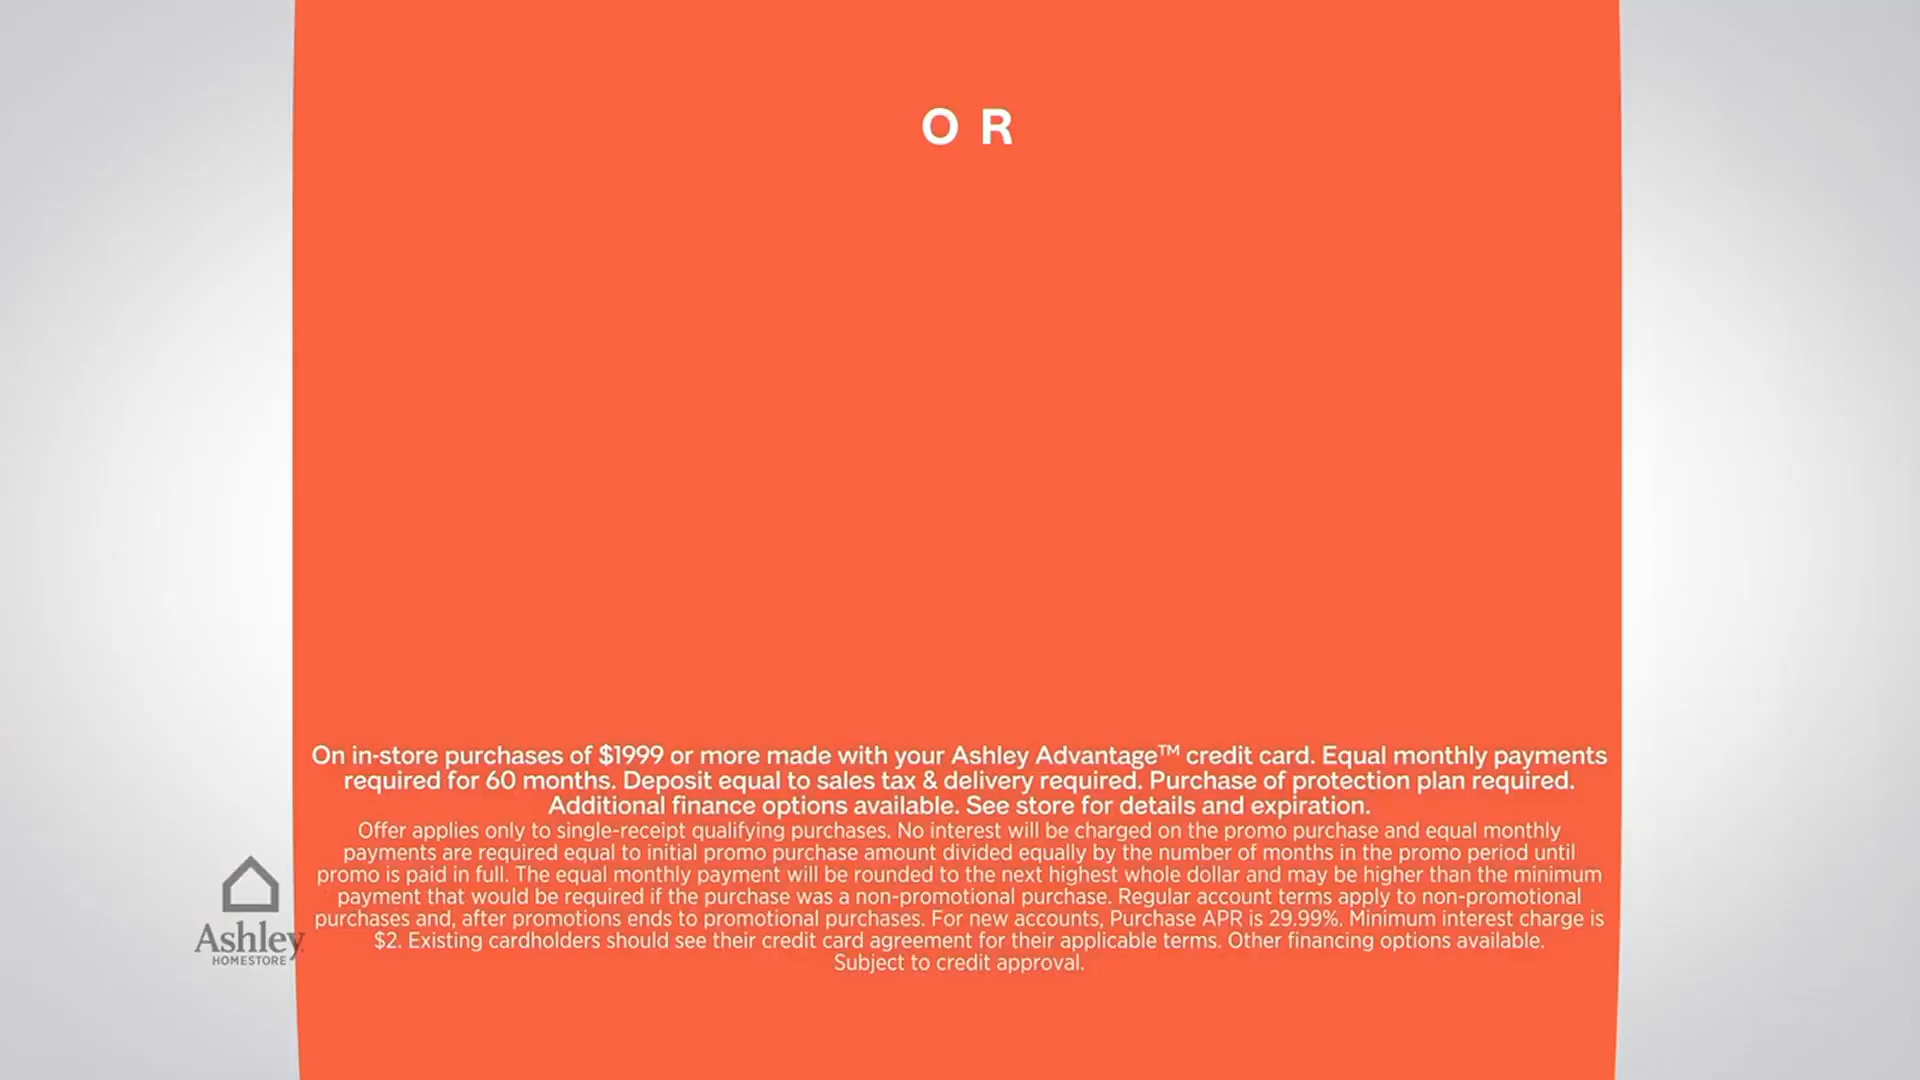 OR
On in-store purchases of $1999 or more made with your Ashley Advantage™ credit card. Equal monthly payments
required for 60 months. Deposit equal to sales tax & delivery required. Purchase of protection plan required.
Additional finance options available. See store for details and expiration.
Offer applies only to single-receipt qualifying purchases. No interest will be charged on the promo purchase and equal monthly
payments are required equal to initial promo purchase amount divided equally by the number of months in the promo period until
promo is paid in full. The equal monthly payment will be rounded to the next highest whole dollar and may be higher than the minimum
payment that would be required if the purchase was a non-promotional purchase. Regular account terms apply to non-promotional
purchases and, after promotions ends to promotional purchases. For new accounts, Purchase APR is 29.99%. Minimum interest charge is
$2. Existing cardholders should see their credit card agreement for their applicable terms. Other financing options available.
Subject to credit approval.
Ashley
HOMESTORE